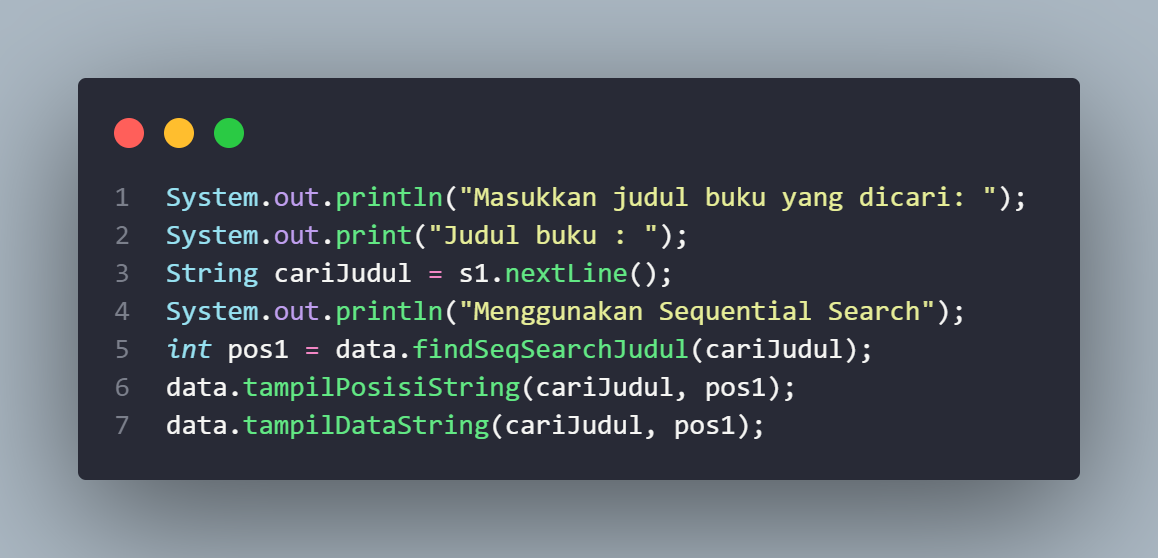 1 System.out.println("Masukkan judul buku yang dicari: ");
2 System.out.print("Judul buku : ");
3 String cariJudul = s1.nextLine();
4 System.out.println("Menggunakan Sequential Search");
5 int pos1 = data.findSeqSearchJudul(cariJudul);
6 data.tampilPosisiString(cariJudul, pos1);
7 data.tampilDataString(cariJudul, pos1);